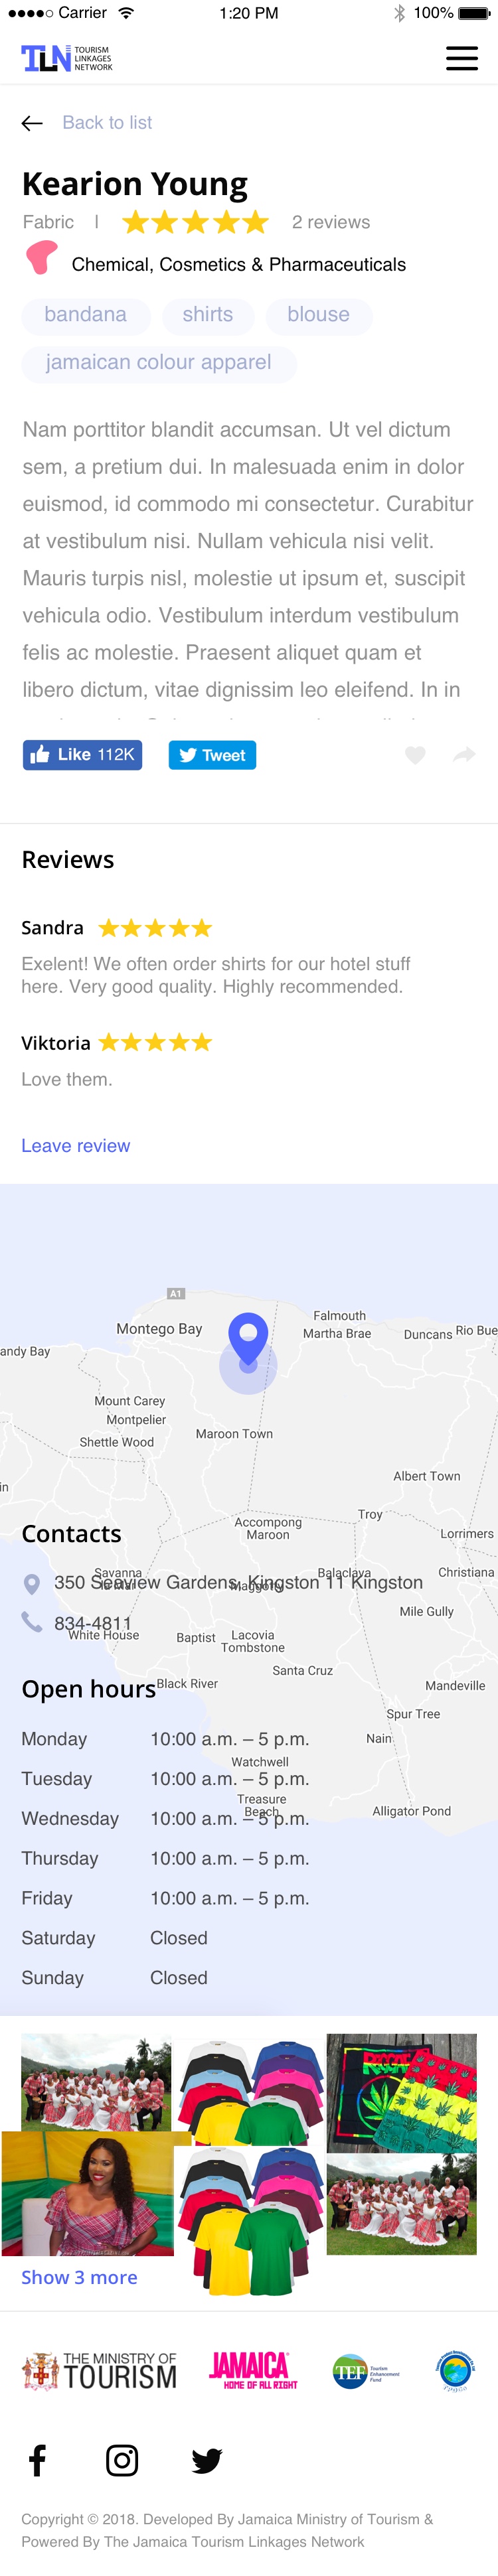 Carrier 1:20 PM 100%
TLN TOURISM
LINKAGES
NETWORK
Back to list
Kearion Young
Fabric | 2 reviews
Chemical, Cosmetics & Pharmaceuticals
bandana shirts blouse
jamaican colour apparel
Nam porttitor blandit accumsan. Ut vel dictum
sem, a pretium dui. In malesuada enim in dolor
euismod, id commodo mi consectetur. Curabitur
at vestibulum nisi. Nullam vehicula nisi velit.
Mauris turpis nisl, molestie ut ipsum et, suscipit
vehicula odio. Vestibulum interdum vestibulum
felis ac molestie. Praesent aliquet quam et
libero dictum, vitae dignissim leo eleifend. In in
Like 112K Tweet
Reviews
Sandra
Exelent! We often order shirts for our hotel stuff
here. Very good quality. Highly recommended.
Viktoria
Love them.
Leave review
A1
Falmouth
Montego Bay Martha Brae Duncans Rio Bue
andy Bay
Mount Carey
Montpelier
Shettle Wood Maroon Town
Albert Town
in
Troy
Accompong
Maroon
Contacts Lorrimers
Savanna
la Mar Balaclava Christiana
350 Seaview Gardens, Kingston 11 Kingston
Maggotty
Mile Gully
834-4811
White House Baptist Lacovia
Tombstone
Santa Cruz
Open hours Black River Mandeville
Spur Tree
Monday 10:00 a.m. – 5 p.m. Nain
Watchwell
Tuesday 10:00 a.m. – 5 p.m.
Treasure
Beach Alligator Pond
Wednesday 10:00 a.m. – 5 p.m.
Thursday 10:00 a.m. – 5 p.m.
Friday 10:00 a.m. – 5 p.m.
Saturday Closed
Sunday Closed
REGGAE
Show 3 more
THE MINISTRY OF
TOURISM
JAMAICA
HOME OF ALL RIGHT
TEF Tourism
Enhancement
Fund
Copyright © 2018. Developed By Jamaica Ministry of Tourism &
Powered By The Jamaica Tourism Linkages Network